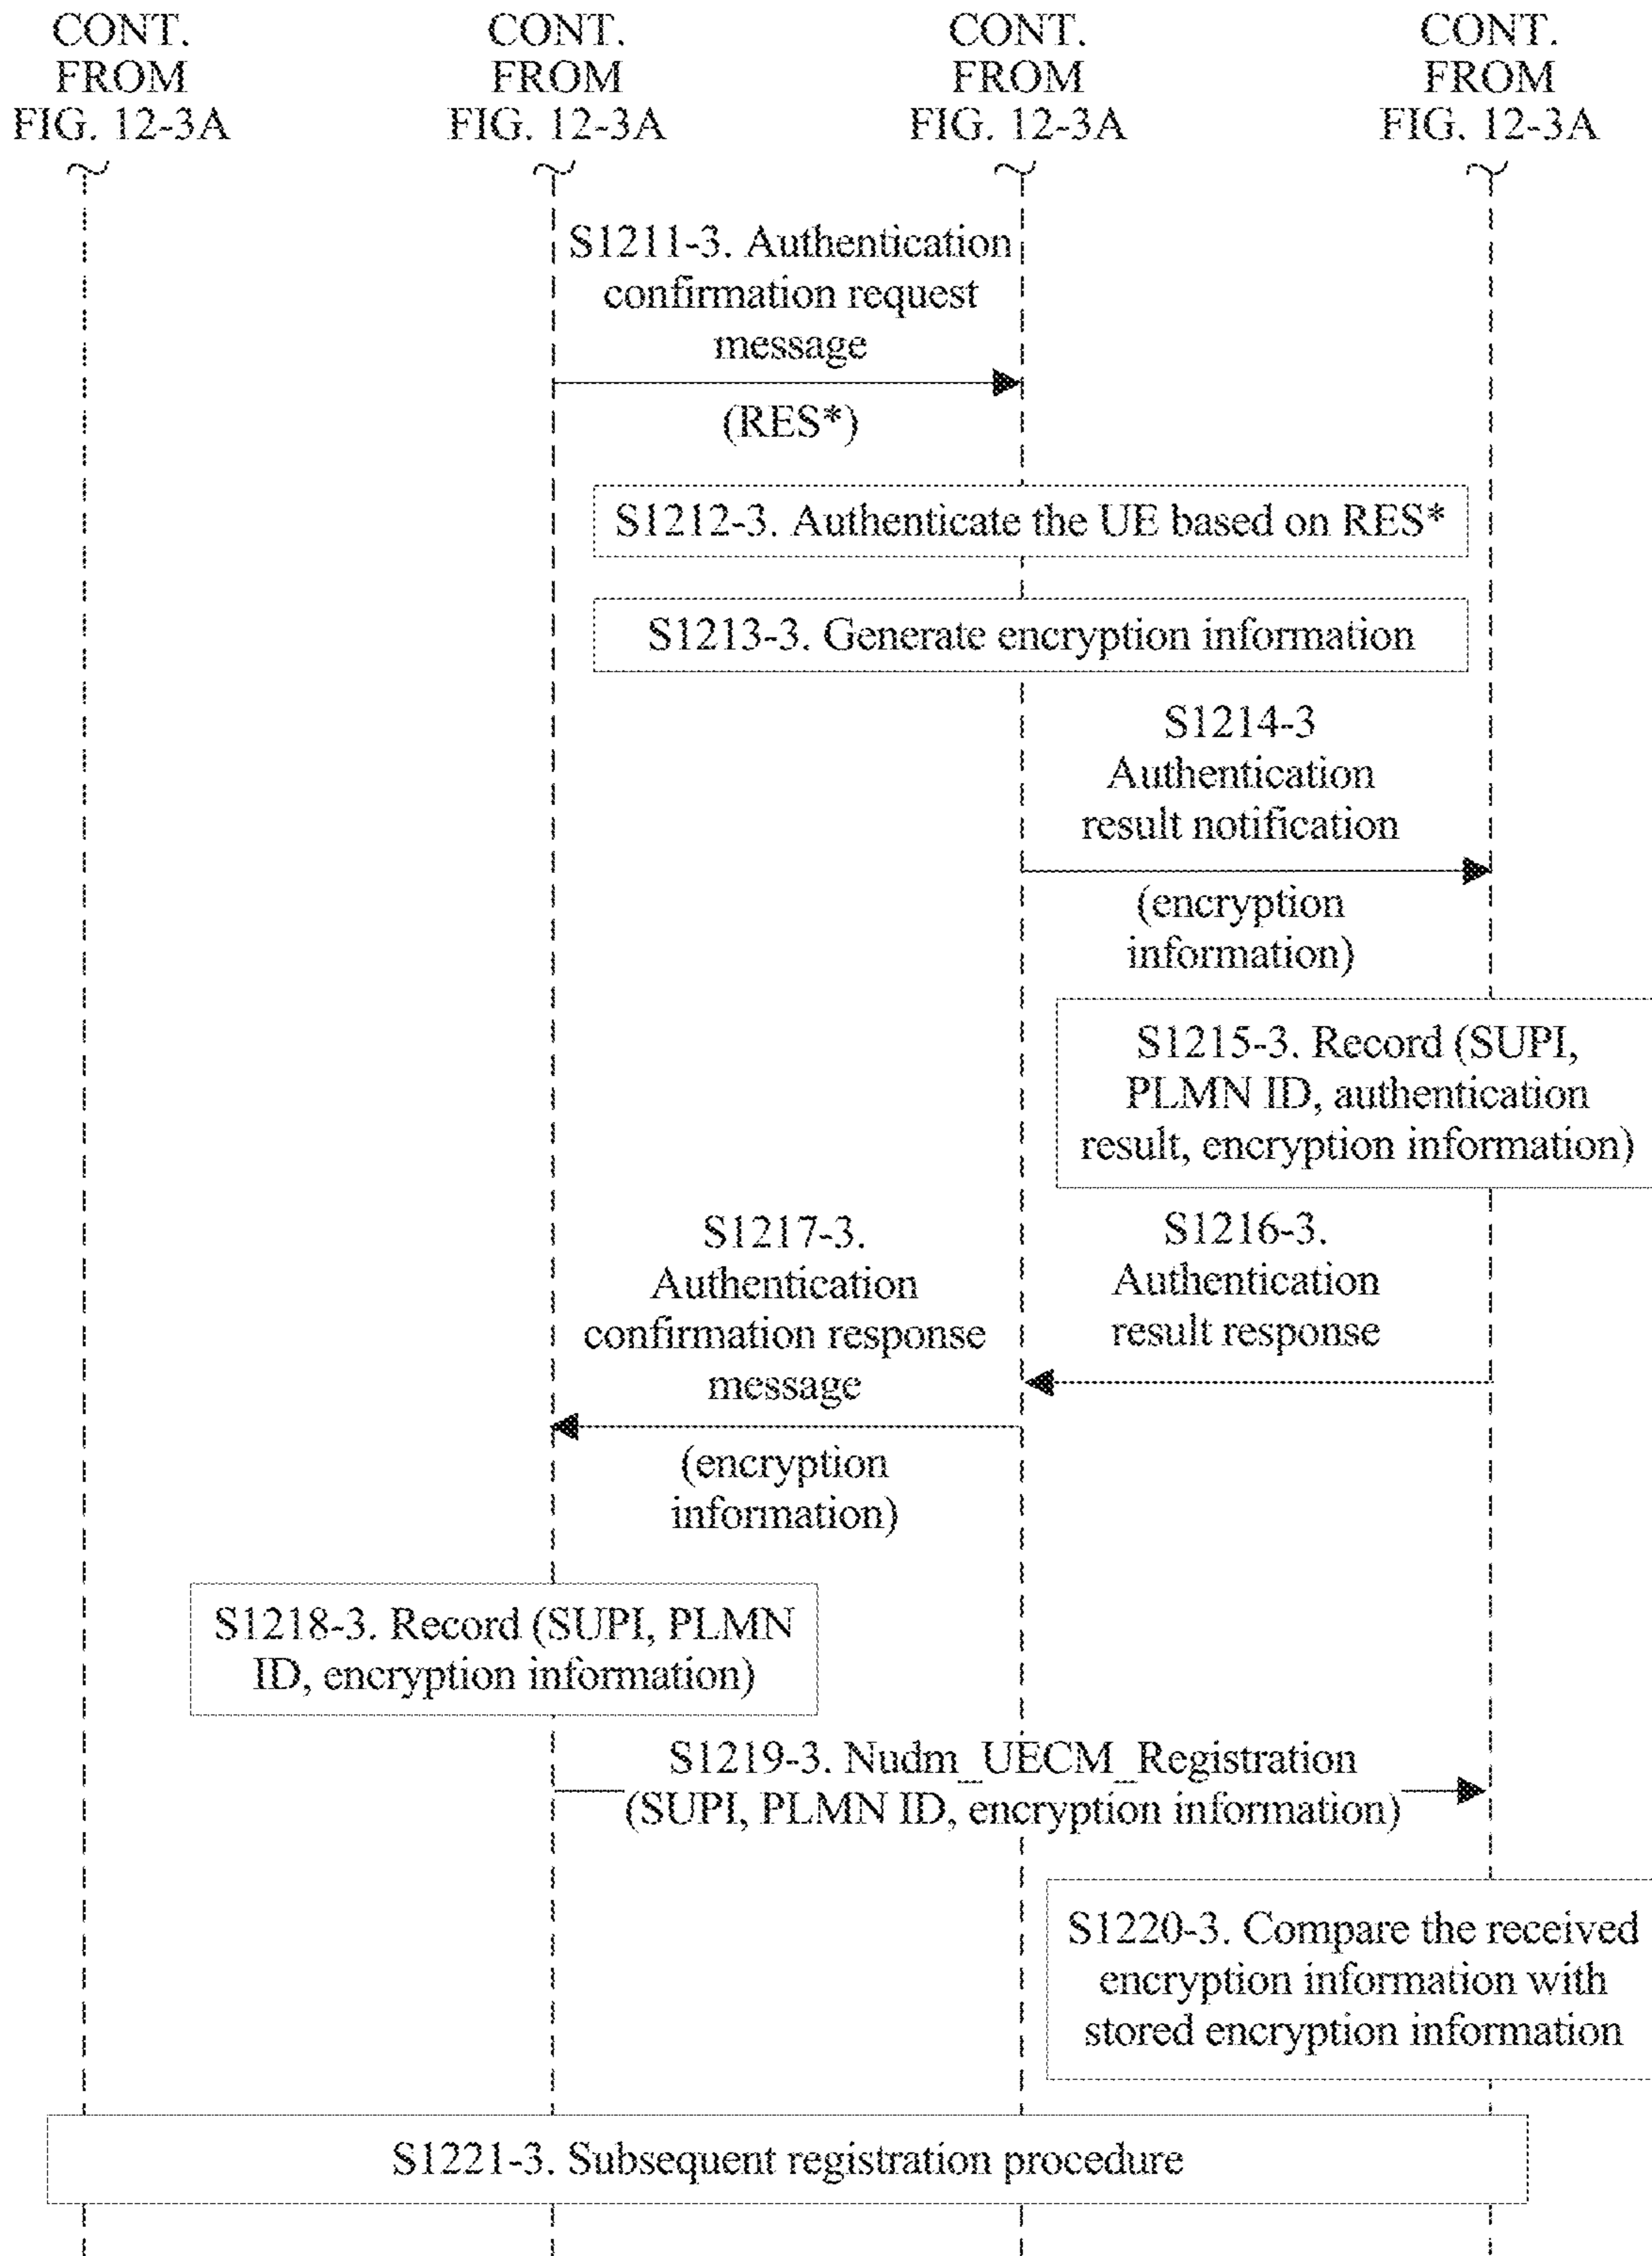 CONT.
FROM
FIG. 12-3A
CONT.
FROM
FIG. 12-3A
CONT.
FROM
FIG. 12-3A
CONT.
FROM
FIG. 12-3A
S1211-3. Authentication
confirmation request
message
(RES*)
S1212-3. Authenticate the UE based on RES*
S1213-3. Generate encryption information
S1214-3
Authentication
result notification
(encryption
information)
S1215-3. Record (SUPI,
PLMN ID, authentication
result, encryption information)
S1216-3.
Authentication
result response
S1217-3.
Authentication
confirmation response
message
(encryption
information)
S1218-3. Record (SUPI, PLMN
ID, encryption information)
S1219-3. Nudm_UECM_Registration
(SUPI, PLMN ID, encryption information)
S1220-3. Compare the received
encryption information with
stored encryption information
S1221-3. Subsequent registration procedure